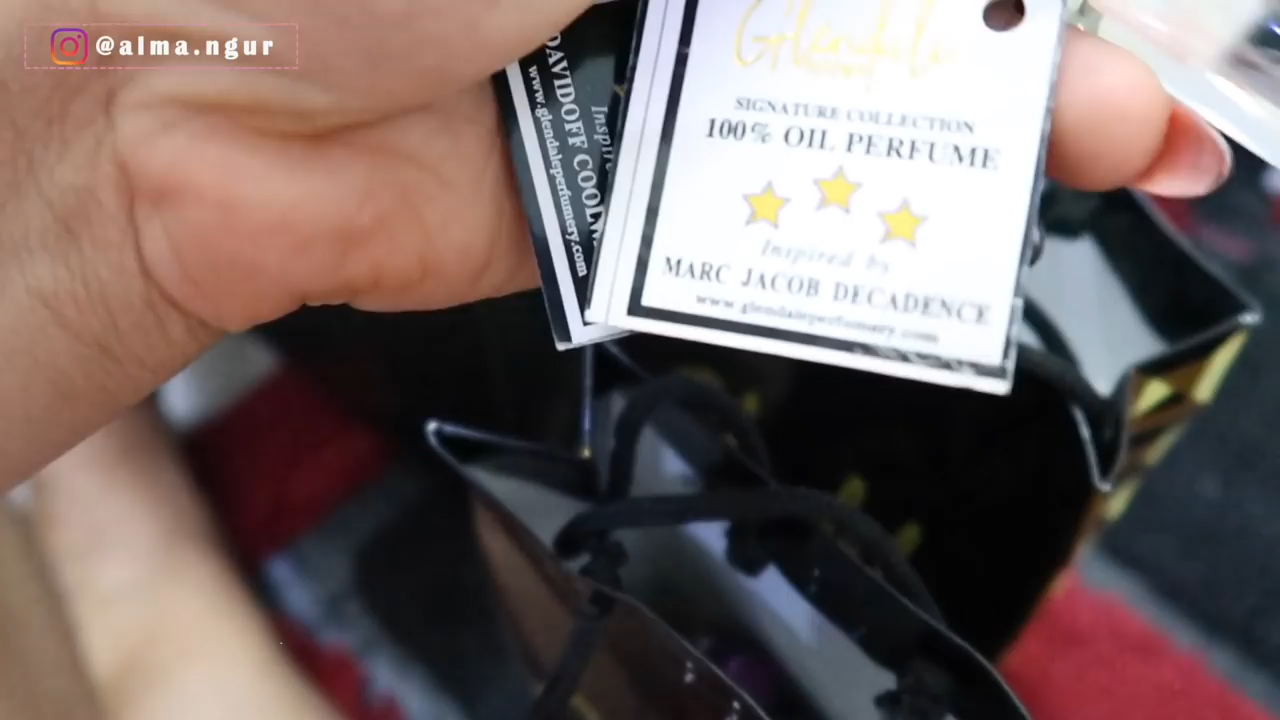 @alma.ngur
Glendale
SIGNATURE COLLECTION
100% OIL PERFUME
Inspired by
MARC JACOB DECADENCE
www.glendaleperfumery.com
DAVIDOFF
www.glendaleperfumery.com